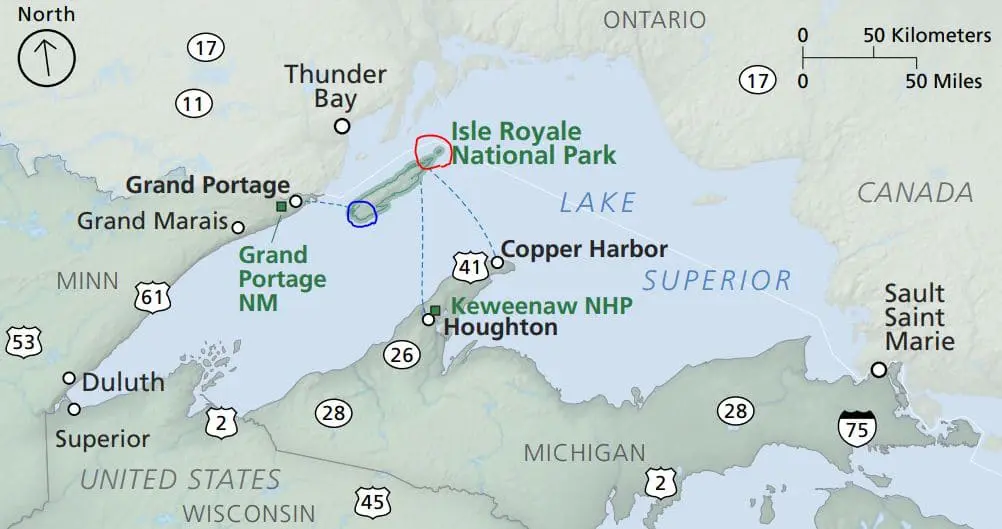 North
ONTARIO
17
0
50 Kilometers
0
50 Miles
17
11
Thunder
Bay
Isle Royale
National Park
Grand Portage
Grand Marais
LAKE
CANADA
Grand
Portage
NM
MINN
61
41
Copper Harbor
SUPERIOR
Keweenaw NHP
Houghton
Sault
Saint
Marie
53
26
Duluth
Superior
2
28
28
75
MICHIGAN
2
UNITED STATES
45
WISCONSIN